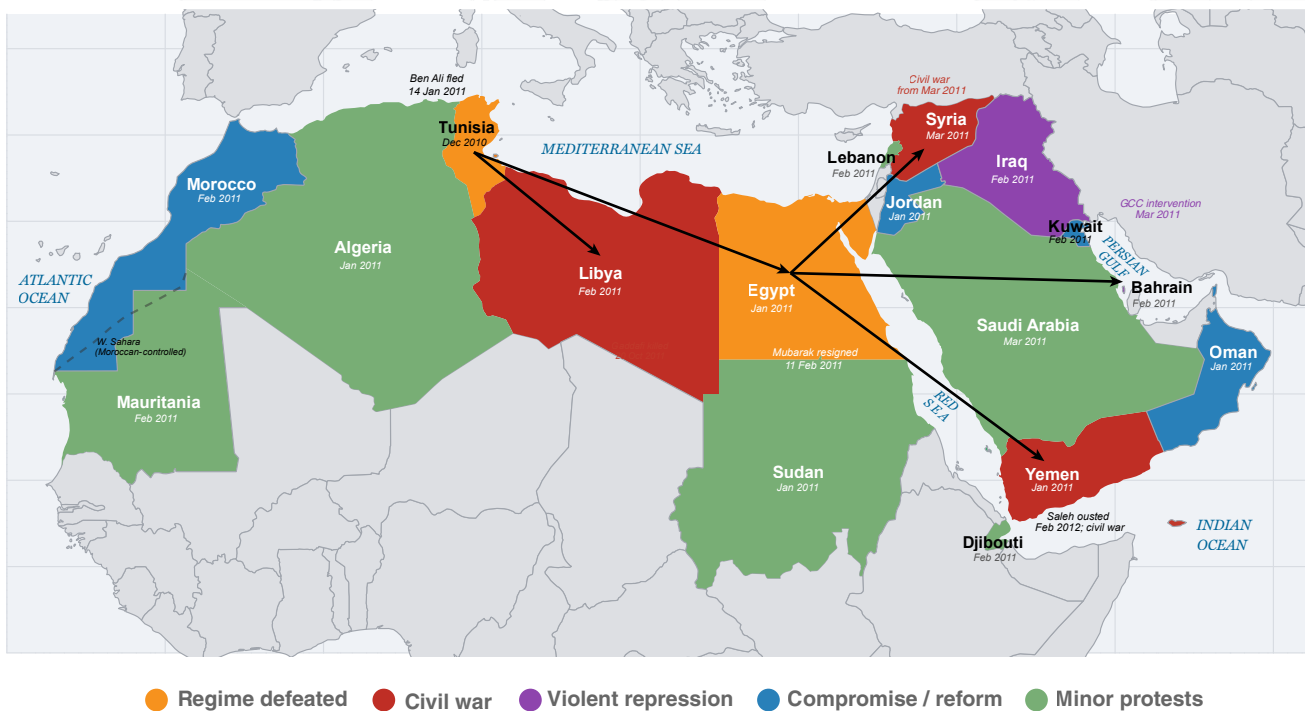 Ben Ali fled
14 Jan 2011
Civil war
from Mar 2011
Tunisia
Dec 2010
Syria
Mar 2011
MEDITERRANEAN SEA
Lebanon
Feb 2011
Iraq
Feb 2011
Morocco
Feb 2011
Jordan
Jan 2011
GCC intervention
Mar 2011
Kuwait
Feb 2011
PERSIAN
GULF
Algeria
Jan 2011
Libya
Feb 2011
Egypt
Jan 2011
Bahrain
Feb 2011
ATLANTIC
OCEAN
Saudi Arabia
Mar 2011
W. Sahara
(Moroccan-controlled)
Mubarak resigned
11 Feb 2011
Oman
Jan 2011
Mauritania
Feb 2011
RED
SEA
Sudan
Jan 2011
Yemen
Jan 2011
Saleh ousted
Feb 2012; civil war
INDIAN
OCEAN
Djibouti
Feb 2011
Regime defeated
Civil war
Violent repression
Compromise / reform
Minor protests